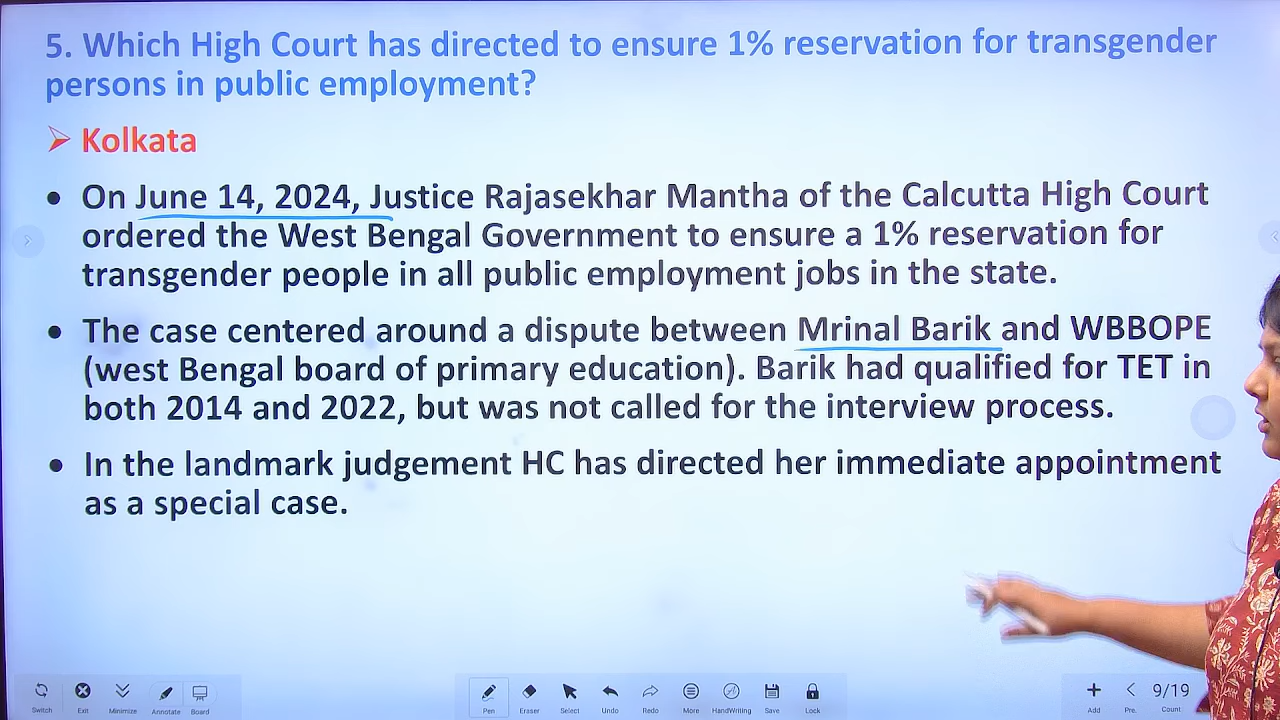 5. Which High Court has directed to ensure 1% reservation for transgender
persons in public employment?
Kolkata
• On June 14, 2024, Justice Rajasekhar Mantha of the Calcutta High Court
ordered the West Bengal Government to ensure a 1% reservation for
transgender people in all public employment jobs in the state.
• The case centered around a dispute between Mrinal Barik and WBBOPE
(west Bengal board of primary education). Barik had qualified for TET in
both 2014 and 2022, but was not called for the interview process.
• In the landmark judgement HC has directed her immediate appointment
as a special case.
Switch Exit Minimize Annotate Board Pen Eraser Select Undo Redo More HandWriting Save Lock Add Pre. 9/19 Count